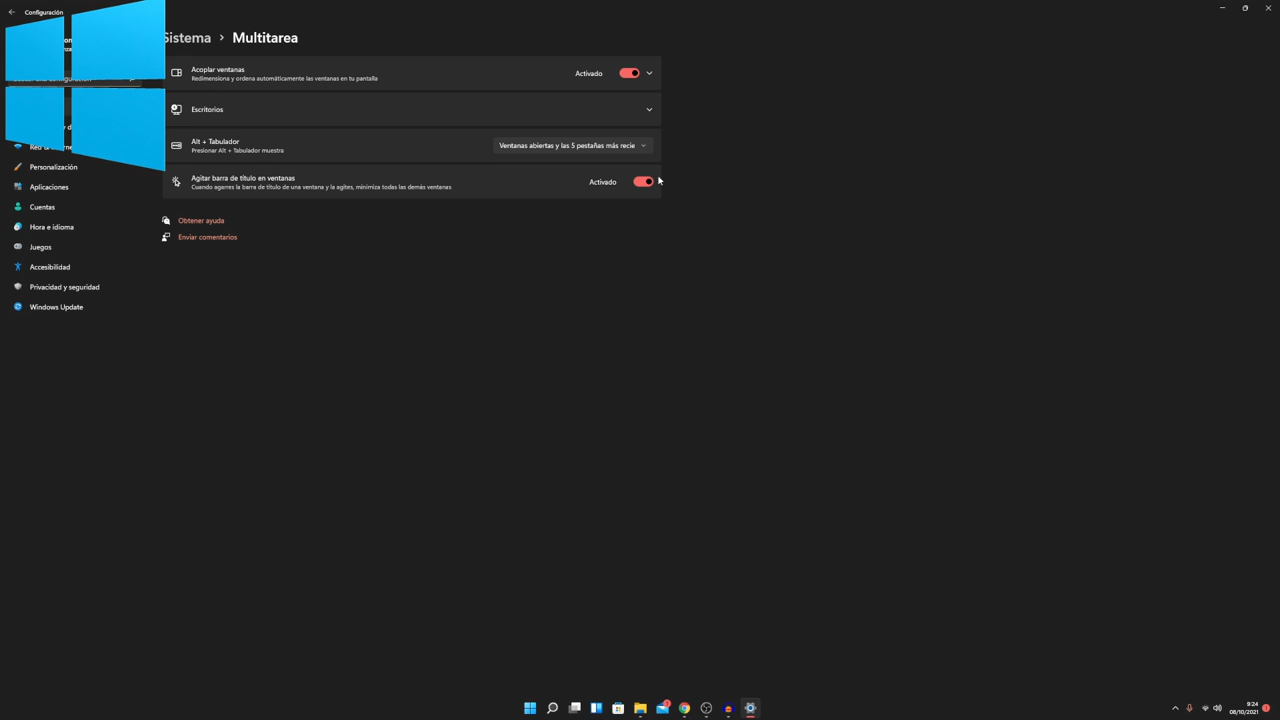 Configuración
Sistema > Multitarea
Acoplar ventanas
Redimensiona y ordena automáticamente las ventanas en tu pantalla
Activado
Escritorios
Alt + Tabulador
Presionar Alt + Tabulador muestra
Ventanas abiertas y las 5 pestañas más recie
Agitar barra de título en ventanas
Cuando agarres la barra de título de una ventana y la agites, minimiza todas las demás ventanas
Activado
Obtener ayuda
Enviar comentarios
Personalización
Aplicaciones
Cuentas
Hora e idioma
Juegos
Accesibilidad
Privacidad y seguridad
Windows Update
9:24
08/10/2021